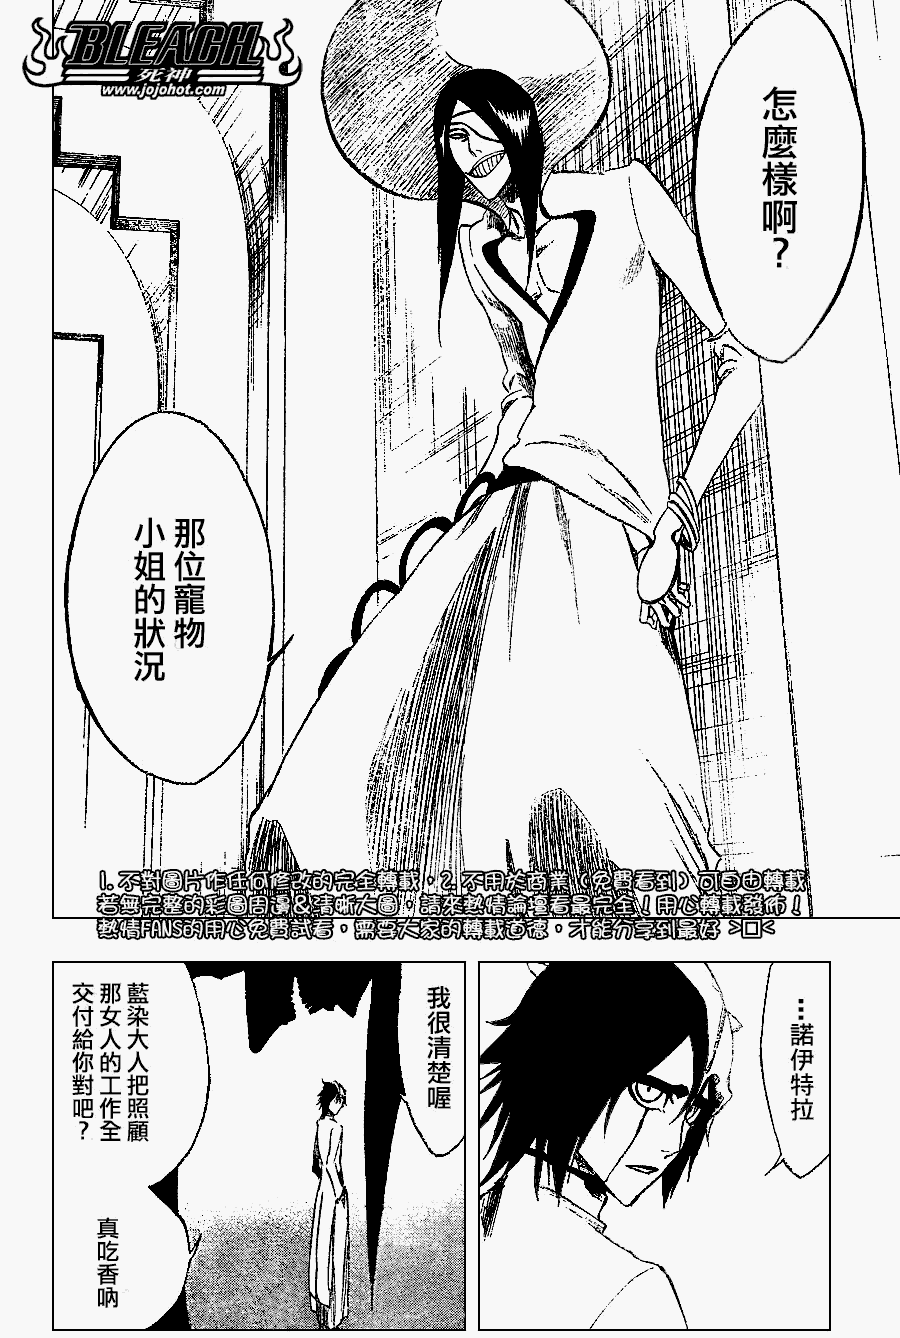 BLEACH
死神
www.jojohot.com
怎麼樣啊？
那位寵物
小姐的狀況
1. 不對圖片作任何修改的完全轉載，2. 不用於商業（免費看到）可自由轉載
若無完整的彩圖周邊&清晰大圖，請來熱情論壇看最完全！用心轉載發佈！
熱情FANS的用心免費試看，需要大家的轉載道德，才能分享到最好 >□<
…諾伊特拉
我很清楚喔
藍染大人把照顧
那女人的工作全
交付給你對吧？
真吃香吶